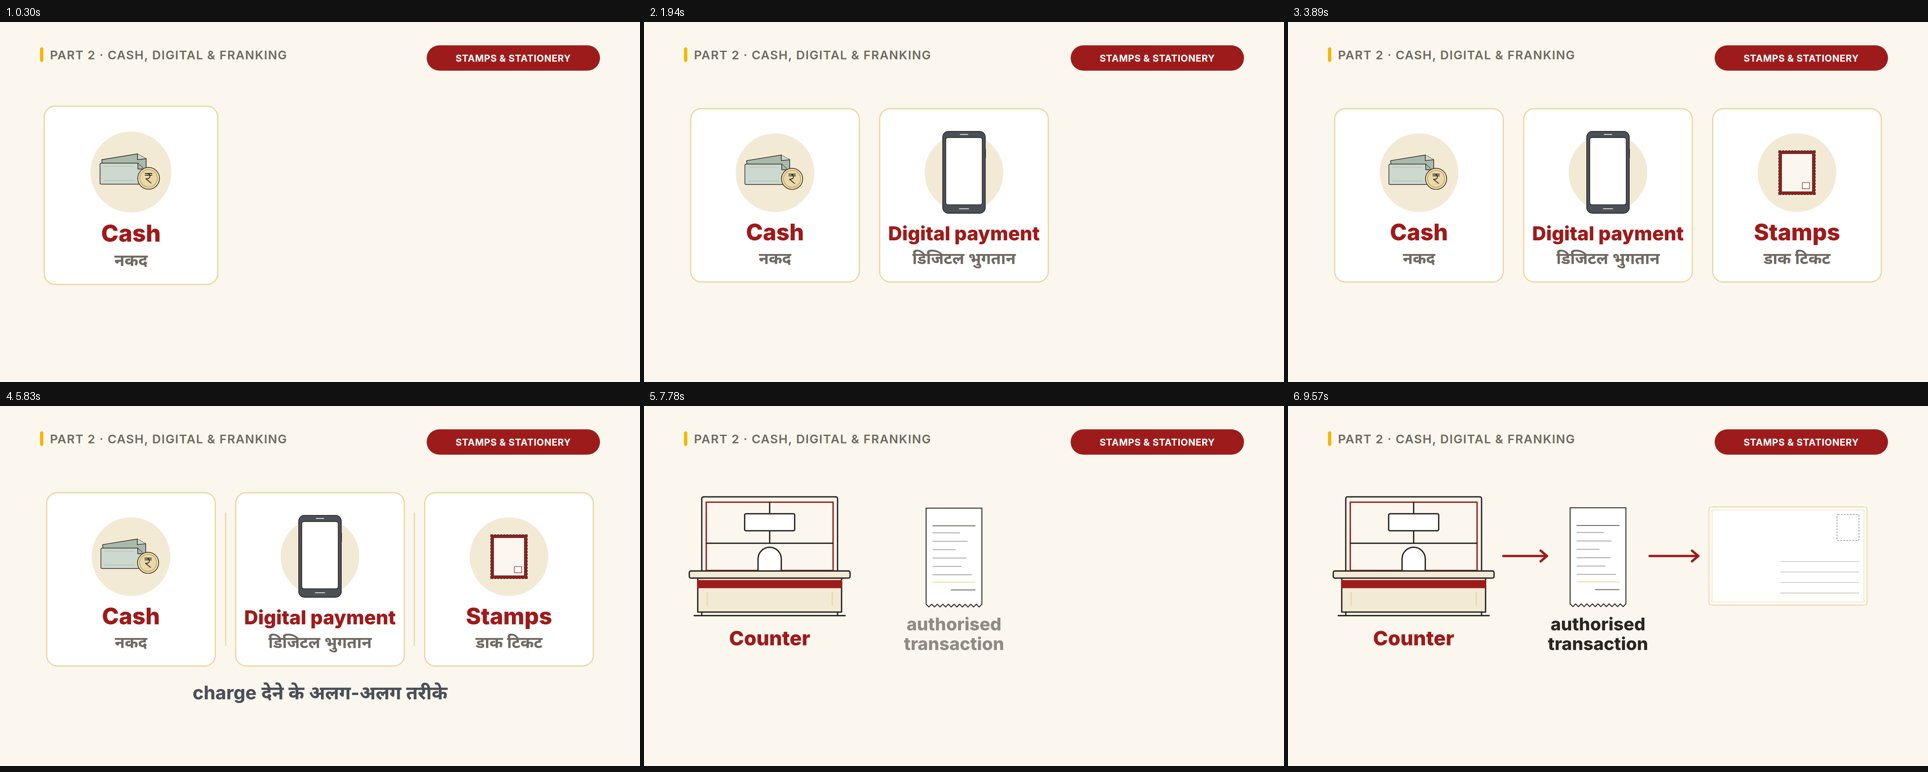 1. 0.30s
PART 2 · CASH, DIGITAL & FRANKING
STAMPS & STATIONERY
₹
Cash
नकद
2. 1.94s
PART 2 · CASH, DIGITAL & FRANKING
STAMPS & STATIONERY
₹
Cash
नकद
Digital payment
डिजिटल भुगतान
3. 3.89s
PART 2 · CASH, DIGITAL & FRANKING
STAMPS & STATIONERY
₹
Cash
नकद
Digital payment
डिजिटल भुगतान
Stamps
डाक टिकट
4. 5.83s
PART 2 · CASH, DIGITAL & FRANKING
STAMPS & STATIONERY
₹
Cash
नकद
Digital payment
डिजिटल भुगतान
Stamps
डाक टिकट
charge देने के अलग-अलग तरीके
5. 7.78s
PART 2 · CASH, DIGITAL & FRANKING
STAMPS & STATIONERY
Counter
authorised
transaction
6. 9.57s
PART 2 · CASH, DIGITAL & FRANKING
STAMPS & STATIONERY
Counter
authorised
transaction